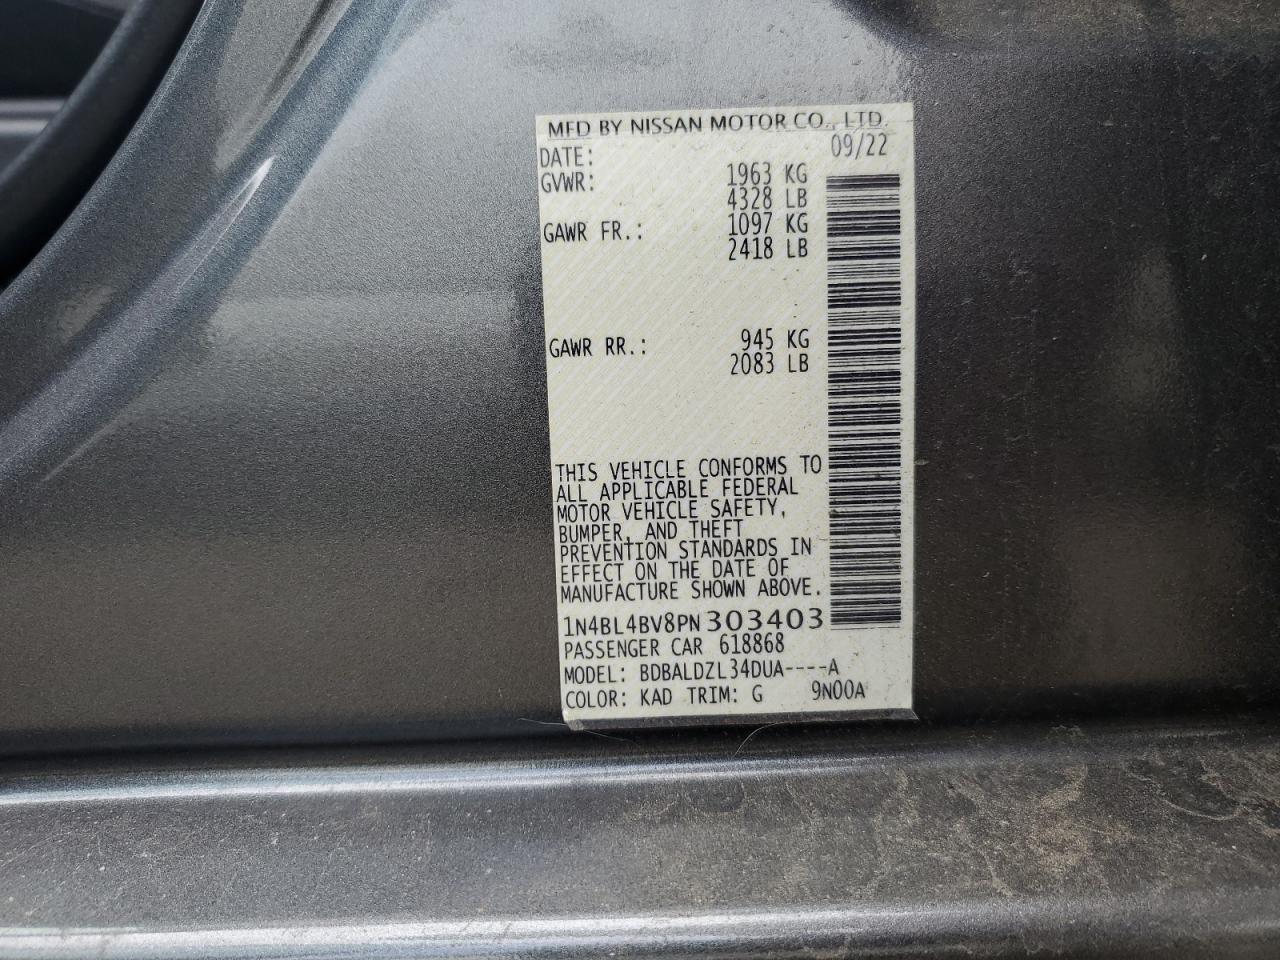 MFD BY NISSAN MOTOR CO., LTD.
DATE: 09/22
GVWR: 1963 KG
4328 LB
GAWR FR.: 1097 KG
2418 LB
GAWR RR.: 945 KG
2083 LB
THIS VEHICLE CONFORMS TO
ALL APPLICABLE FEDERAL
MOTOR VEHICLE SAFETY,
BUMPER, AND THEFT
PREVENTION STANDARDS IN
EFFECT ON THE DATE OF
MANUFACTURE SHOWN ABOVE.
1N4BL4BV8PN303403
PASSENGER CAR 618868
MODEL: BDBALDZL34DUA----A
COLOR: KAD TRIM: G 9N00A